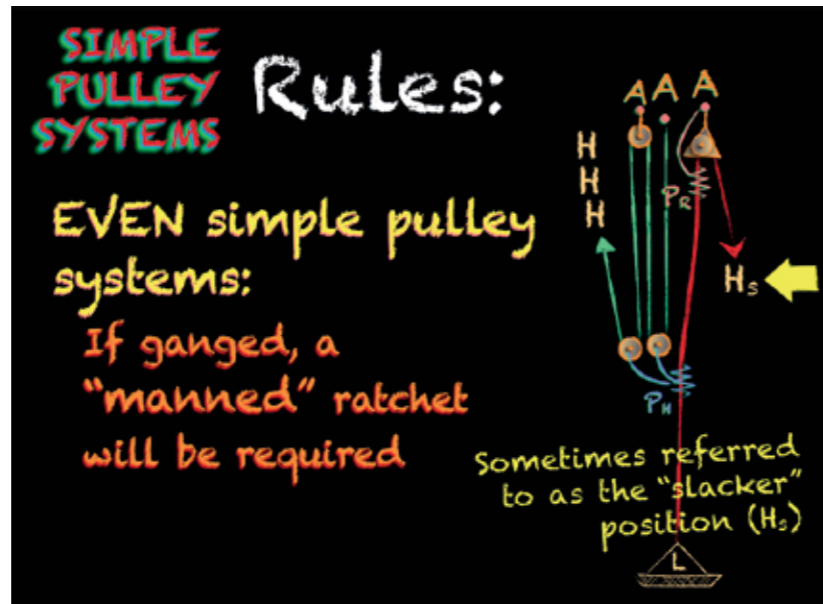 SIMPLE
PULLEY
SYSTEMS
Rules:
EVEN simple pulley
systems:
If ganged, a
"manned" ratchet
will be required
A A A
H
H
H
PR
HS
PH
Sometimes referred
to as the "slacker"
position (HS)
L